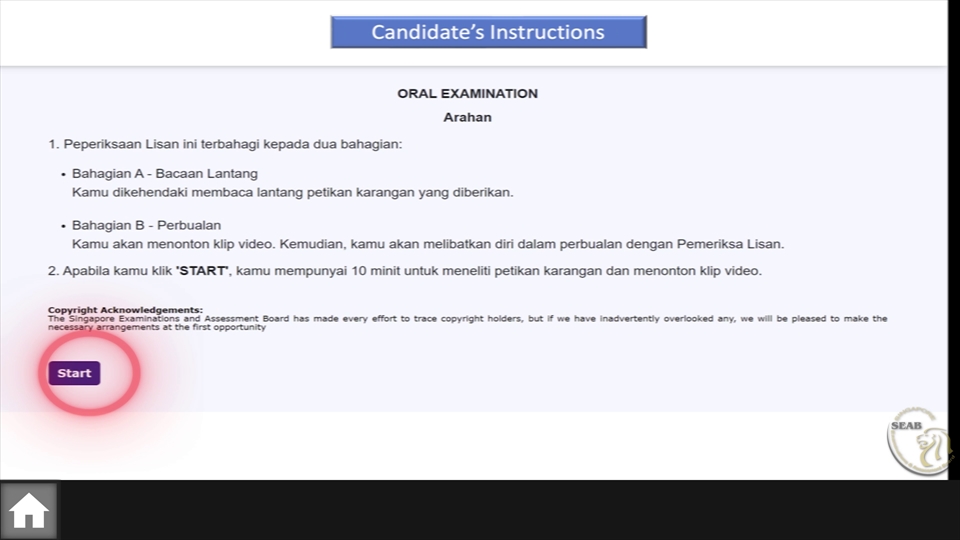 Candidate’s Instructions
ORAL EXAMINATION
Arahan
1. Peperiksaan Lisan ini terbahagi kepada dua bahagian:
• Bahagian A - Bacaan Lantang
Kamu dikehendaki membaca lantang petikan karangan yang diberikan.
• Bahagian B - Perbualan
Kamu akan menonton klip video. Kemudian, kamu akan melibatkan diri dalam perbualan dengan Pemeriksa Lisan.
2. Apabila kamu klik 'START', kamu mempunyai 10 minit untuk meneliti petikan karangan dan menonton klip video.
Copyright Acknowledgements:
The Singapore Examinations and Assessment Board has made every effort to trace copyright holders, but if we have inadvertently overlooked any, we will be pleased to make the
necessary arrangements at the first opportunity
Start
SEAB